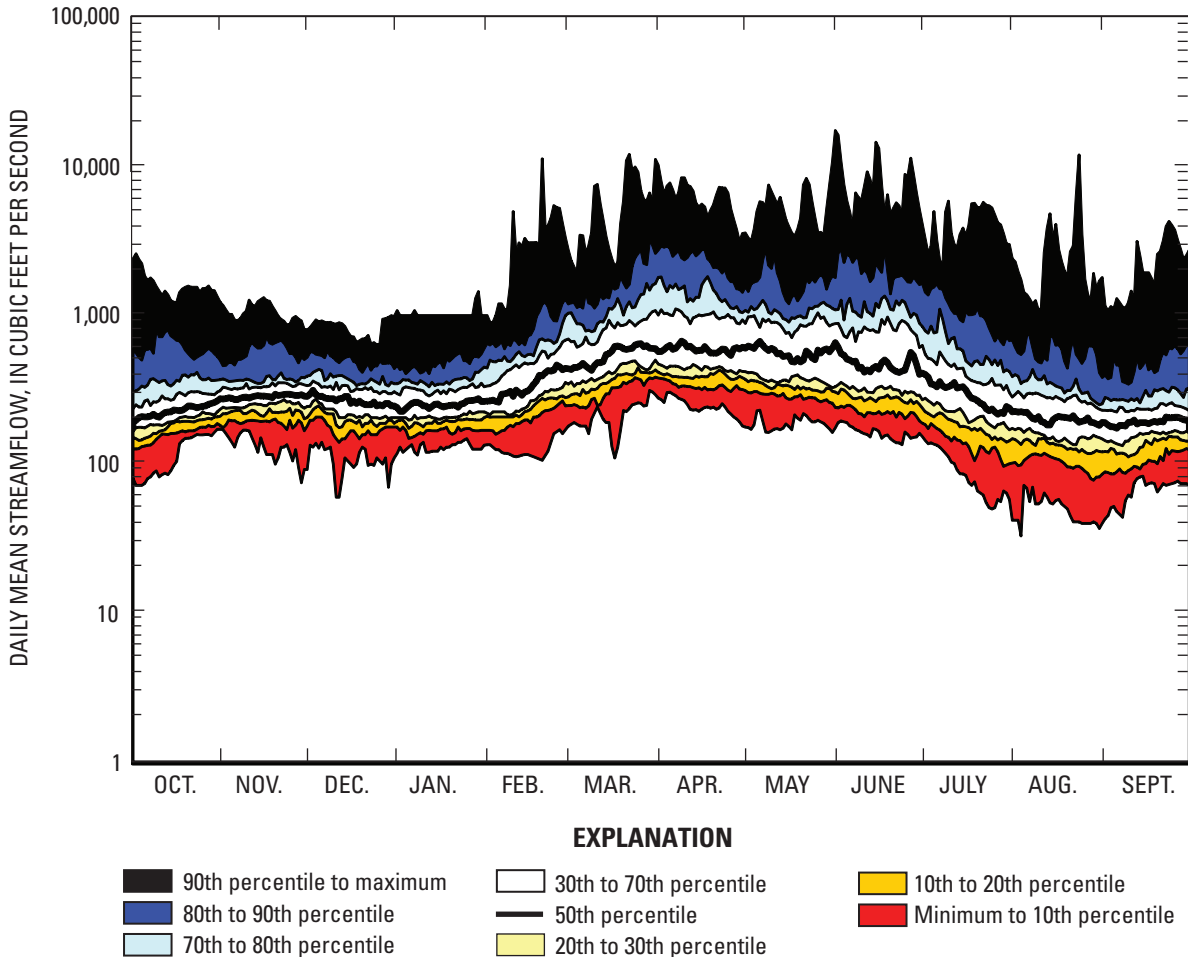 100,000
10,000
1,000
100
10
1
DAILY MEAN STREAMFLOW, IN CUBIC FEET PER SECOND
OCT. NOV. DEC. JAN. FEB. MAR. APR. MAY JUNE JULY AUG. SEPT.
EXPLANATION
90th percentile to maximum
80th to 90th percentile
70th to 80th percentile
30th to 70th percentile
50th percentile
20th to 30th percentile
10th to 20th percentile
Minimum to 10th percentile